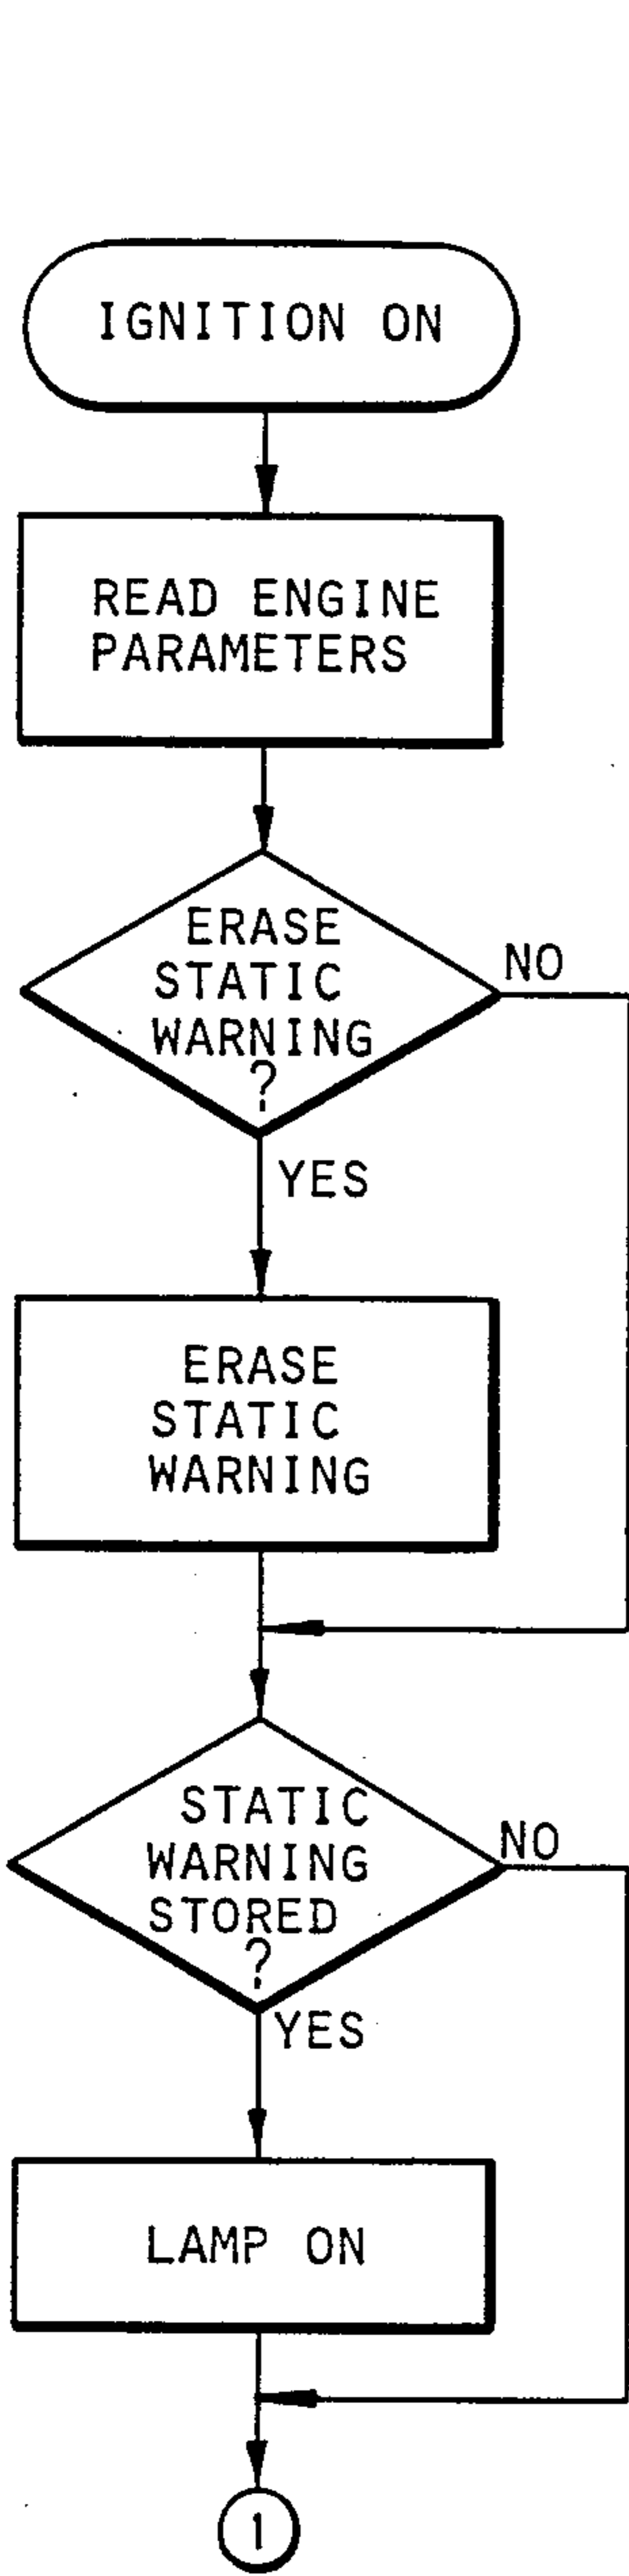 IGNITION ON
READ ENGINE
PARAMETERS
ERASE
STATIC
WARNING
?
NO
YES
ERASE
STATIC
WARNING
STATIC
WARNING
STORED
?
NO
YES
LAMP ON
1